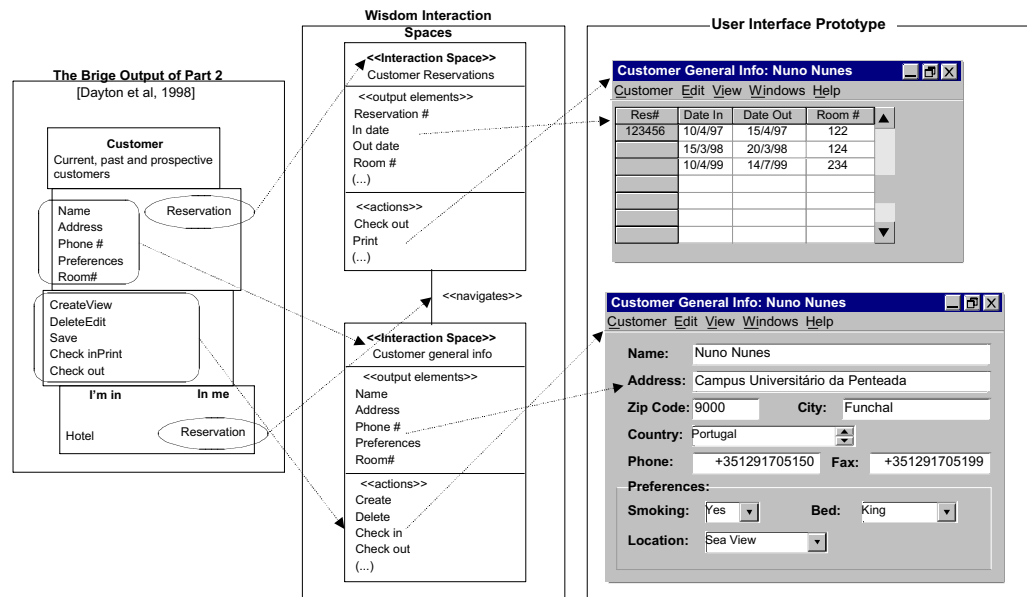 The Brige Output of Part 2
[Dayton et al, 1998]
Customer
Current, past and prospective
customers
Name
Address
Phone #
Preferences
Room#
Reservation
CreateView
DeleteEdit
Save
Check inPrint
Check out
I'm in
In me
Hotel
Reservation
Wisdom Interaction
Spaces
<<Interaction Space>>
Customer Reservations
<<output elements>>
Reservation #
In date
Out date
Room #
(...)
<<actions>>
Check out
Print
(...)
<<navigates>>
<<Interaction Space>>
Customer general info
<<output elements>>
Name
Address
Phone #
Preferences
Room#
<<actions>>
Create
Delete
Check in
Check out
(...)
User Interface Prototype
Customer General Info: Nuno Nunes
Customer Edit View Windows Help
Res# Date In Date Out Room #
123456 10/4/97 15/4/97 122
15/3/98 20/3/98 124
10/4/99 14/7/99 234
Customer General Info: Nuno Nunes
Customer Edit View Windows Help
Name: Nuno Nunes
Address: Campus Universitário da Penteada
Zip Code: 9000 City: Funchal
Country: Portugal
Phone: +351291705150 Fax: +351291705199
Preferences:
Smoking: Yes Bed: King
Location: Sea View